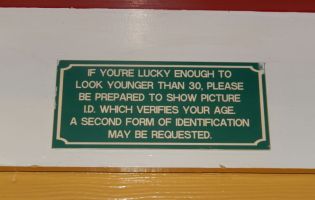 IF YOU'RE LUCKY ENOUGH TO
LOOK YOUNGER THAN 30, PLEASE
BE PREPARED TO SHOW PICTURE
I.D. WHICH VERIFIES YOUR AGE.
A SECOND FORM OF IDENTIFICATION
MAY BE REQUESTED.